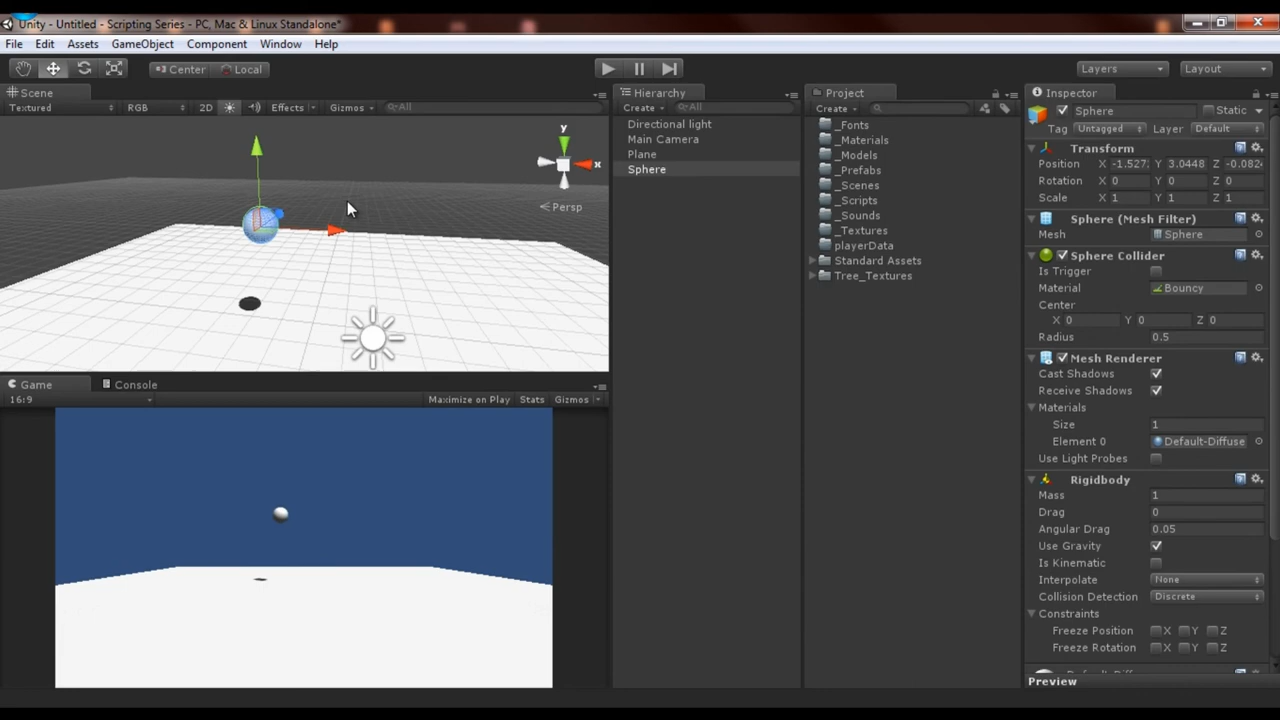 Unity - Untitled - Scripting Series - PC, Mac & Linux Standalone*
File Edit Assets GameObject Component Window Help
Center Local Layers Layout
Scene
Textured RGB 2D Effects Gizmos All
y
x
Persp
Game Console
16:9 Maximize on Play Stats Gizmos
Hierarchy
Create All
Directional light
Main Camera
Plane
Sphere
Project
Create
_Fonts
_Materials
_Models
_Prefabs
_Scenes
_Scripts
_Sounds
_Textures
playerData
Standard Assets
Tree_Textures
Inspector
Sphere Static
Tag Untagged Layer Default
Transform
Position X -1.527 Y 3.0448 Z -0.082
Rotation X 0 Y 0 Z 0
Scale X 1 Y 1 Z 1
Sphere (Mesh Filter)
Mesh Sphere
Sphere Collider
Is Trigger
Material Bouncy
Center
X 0 Y 0 Z 0
Radius 0.5
Mesh Renderer
Cast Shadows
Receive Shadows
Materials
Size 1
Element 0 Default-Diffuse
Use Light Probes
Rigidbody
Mass 1
Drag 0
Angular Drag 0.05
Use Gravity
Is Kinematic
Interpolate None
Collision Detection Discrete
Constraints
Freeze Position X Y Z
Freeze Rotation X Y Z
Preview